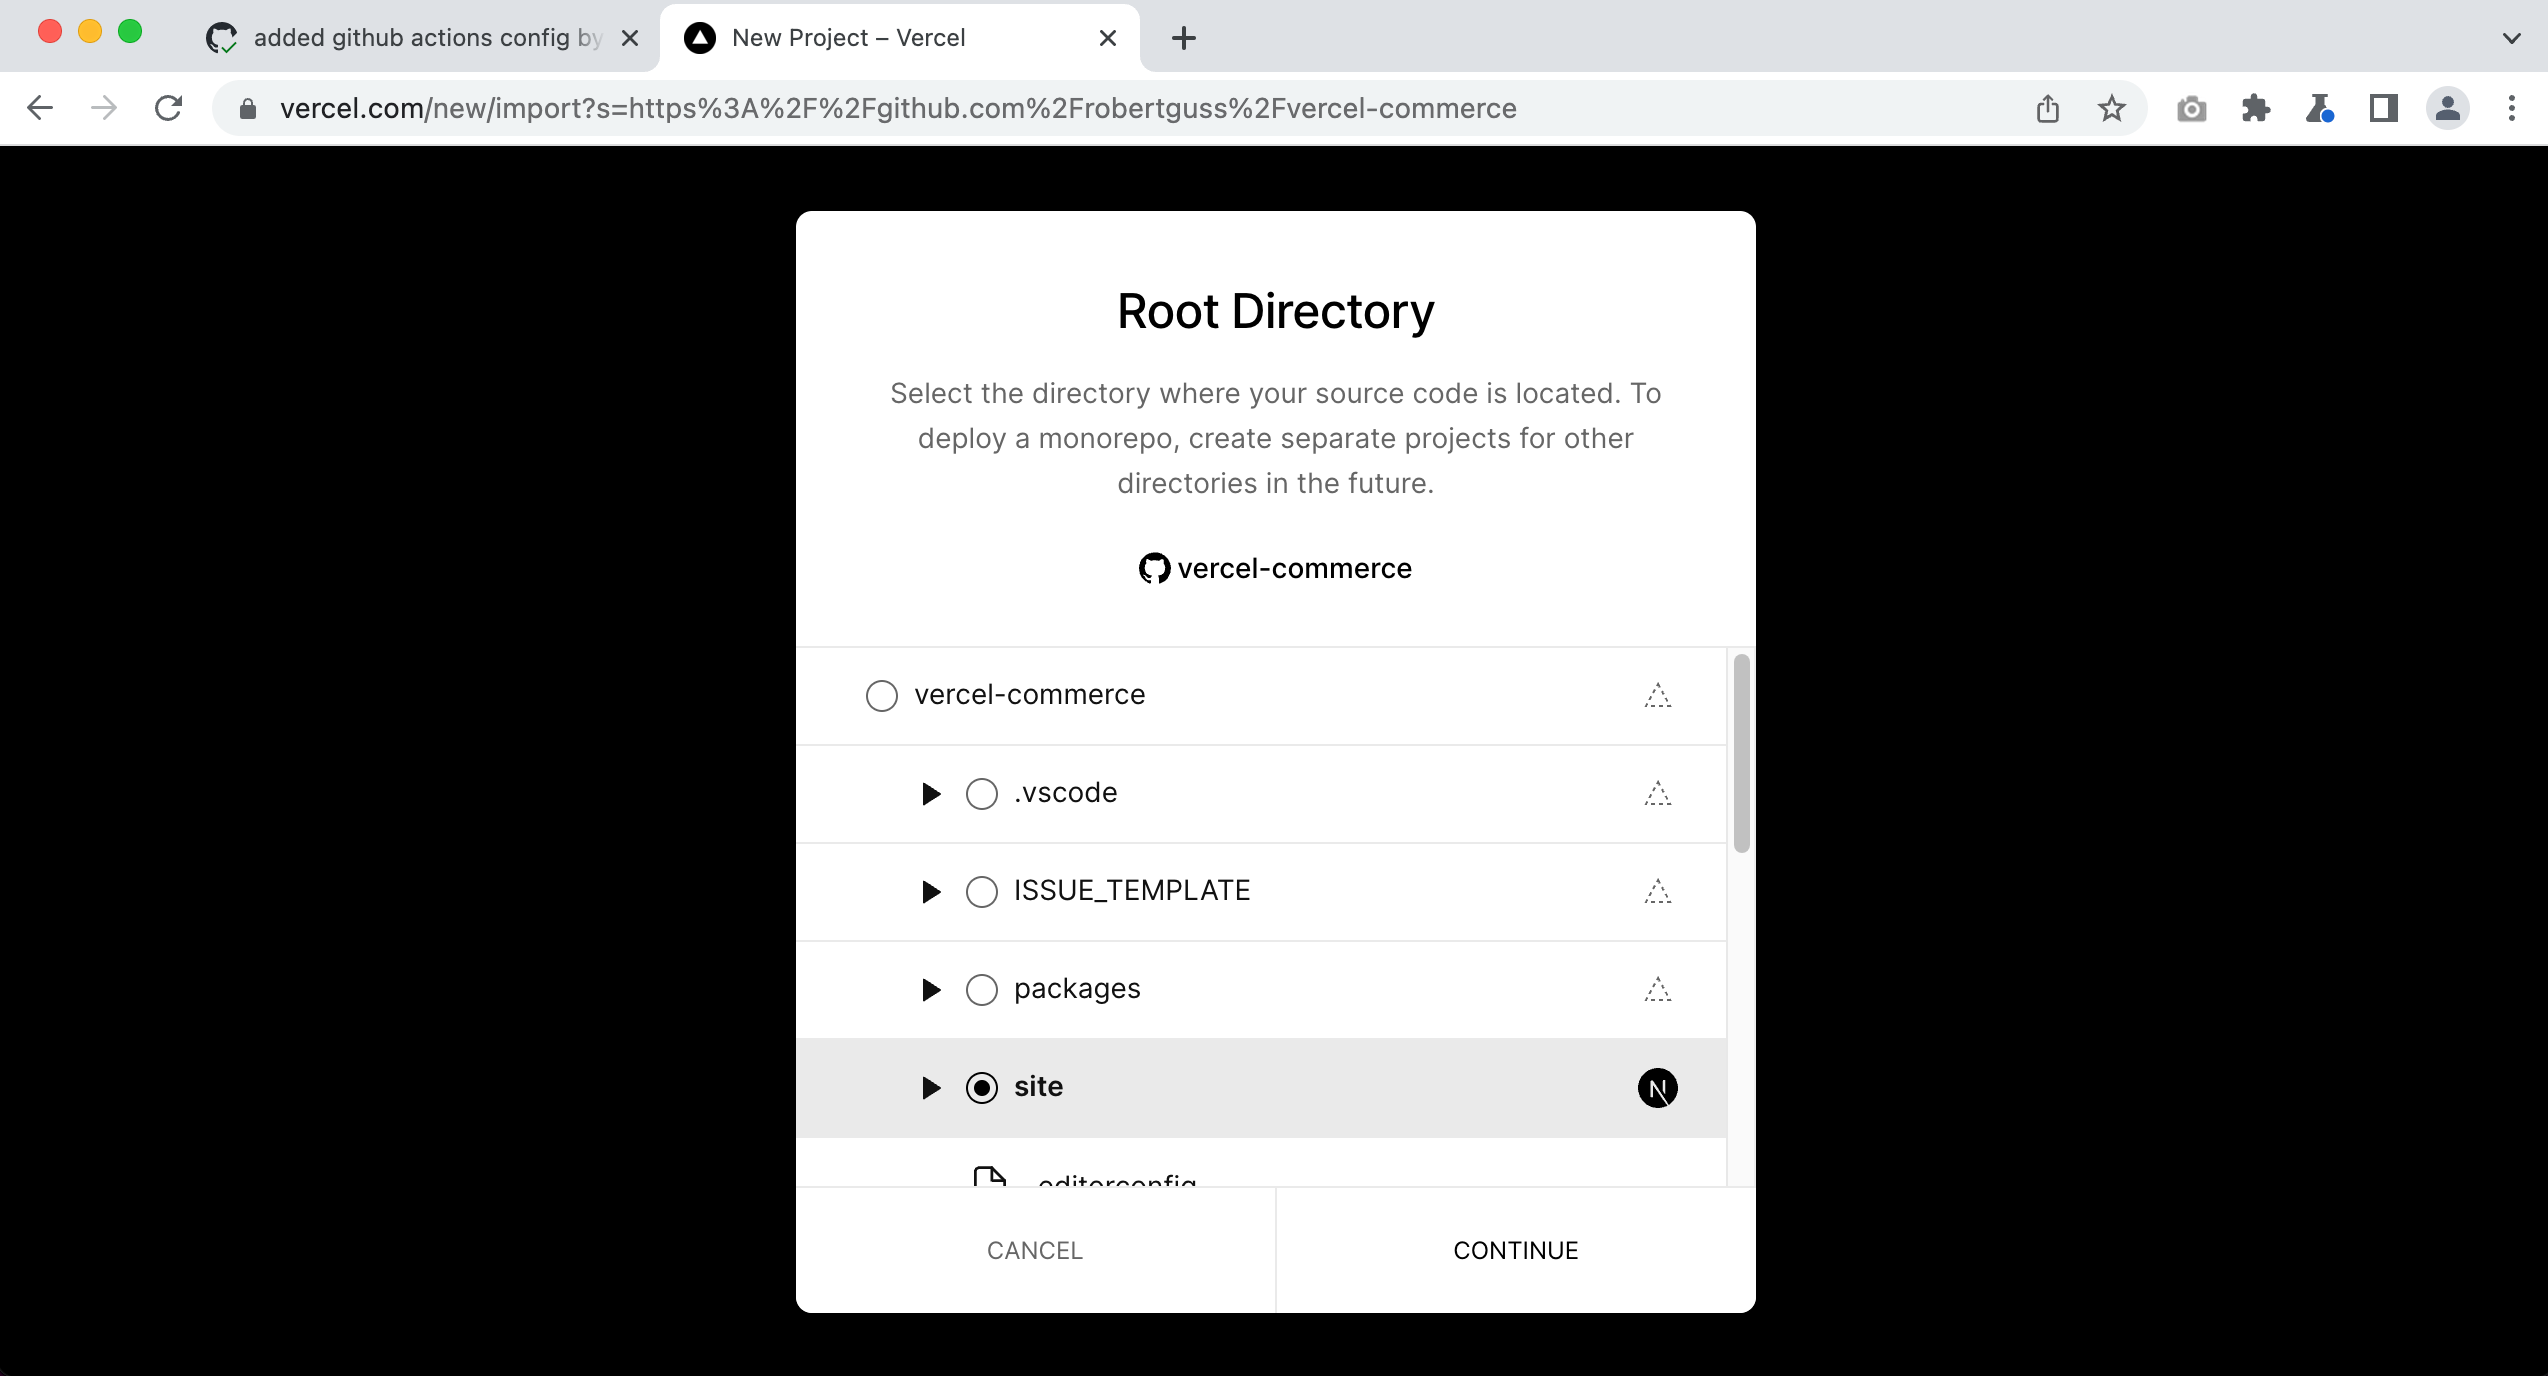 added github actions config by
New Project – Vercel
vercel.com/new/import?s=https%3A%2F%2Fgithub.com%2Frobertguss%2Fvercel-commerce
Root Directory
Select the directory where your source code is located. To
deploy a monorepo, create separate projects for other
directories in the future.
vercel-commerce
vercel-commerce
.vscode
ISSUE_TEMPLATE
packages
site
N
.editorconfig
CANCEL
CONTINUE